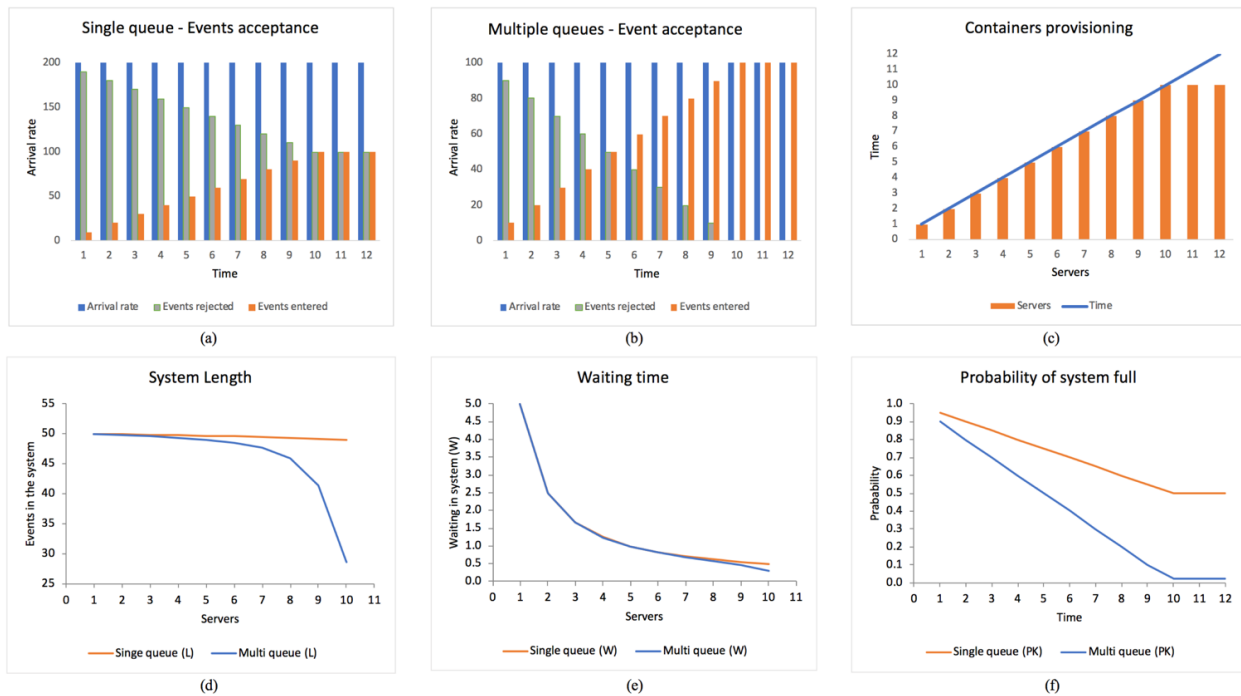 Single queue - Events acceptance
Arrival rate
200
150
100
50
0
1 2 3 4 5 6 7 8 9 10 11 12
Time
Arrival rate Events rejected Events entered
(a)
Multiple queues - Event acceptance
Arrival rate
100
80
60
40
20
0
1 2 3 4 5 6 7 8 9 10 11 12
Time
Arrival rate Events rejected Events entered
(b)
Containers provisioning
Time
12
11
10
9
8
7
6
5
4
3
2
1
0
1 2 3 4 5 6 7 8 9 10 11 12
Servers
Servers Time
(c)
System Length
Events in the system
55
50
45
40
35
30
25
0 1 2 3 4 5 6 7 8 9 10 11
Servers
Singe queue (L) Multi queue (L)
(d)
Waiting time
Waiting in system (W)
5.0
4.5
4.0
3.5
3.0
2.5
2.0
1.5
1.0
0.5
0.0
0 1 2 3 4 5 6 7 8 9 10 11
Servers
Single queue (W) Multi queue (W)
(e)
Probability of system full
Probability
1.0
0.9
0.8
0.7
0.6
0.5
0.4
0.3
0.2
0.1
0.0
0 1 2 3 4 5 6 7 8 9 10 11 12
Time
Single queue (PK) Multi queue (PK)
(f)